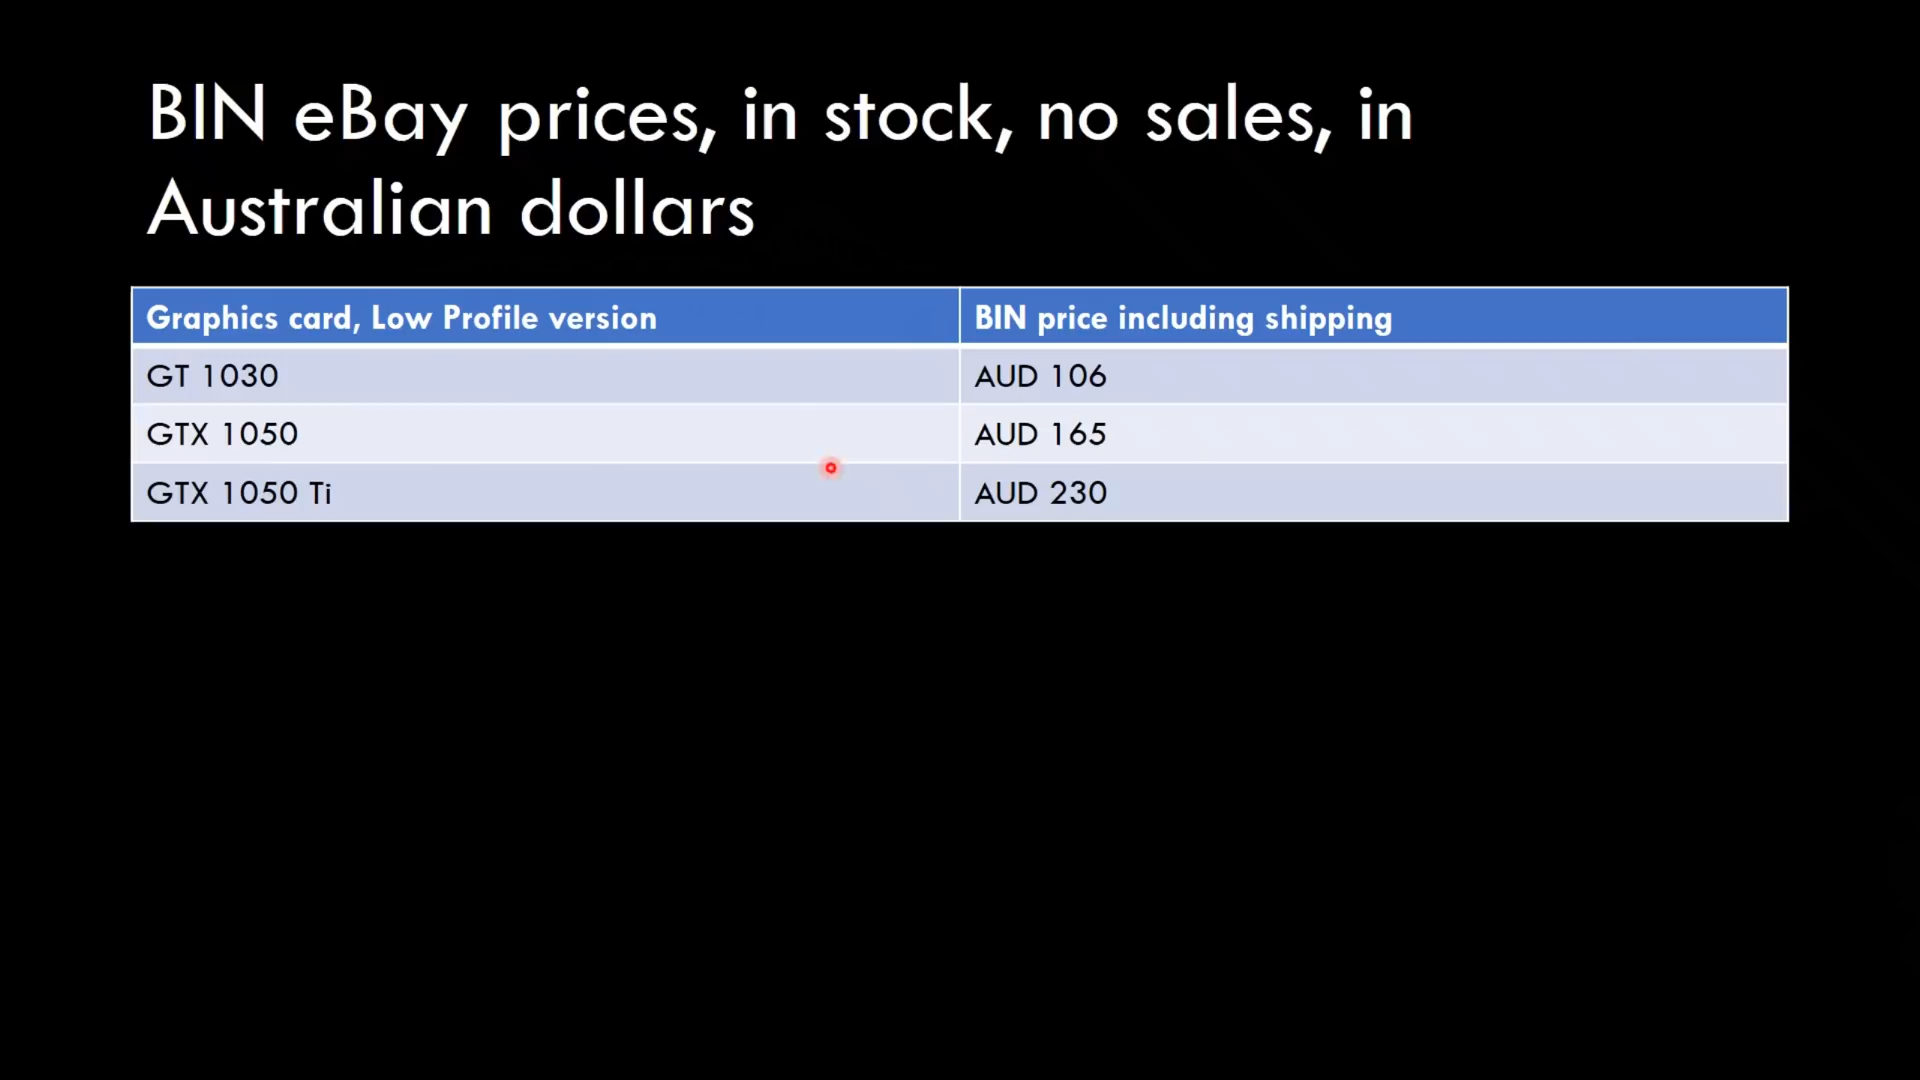 BIN eBay prices, in stock, no sales, in
Australian dollars
Graphics card, Low Profile version BIN price including shipping
GT 1030 AUD 106
GTX 1050 AUD 165
GTX 1050 Ti AUD 230